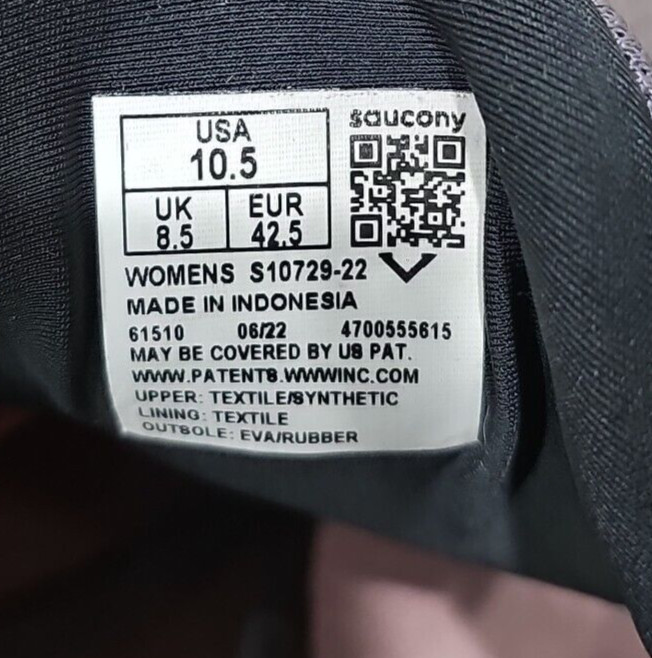 saucony
USA
10.5
UK EUR
8.5 42.5
WOMENS S10729-22
MADE IN INDONESIA
61510 06/22 4700555615
MAY BE COVERED BY US PAT.
WWW.PATENTS.WWWINC.COM
UPPER: TEXTILE/SYNTHETIC
LINING: TEXTILE
OUTSOLE: EVA/RUBBER